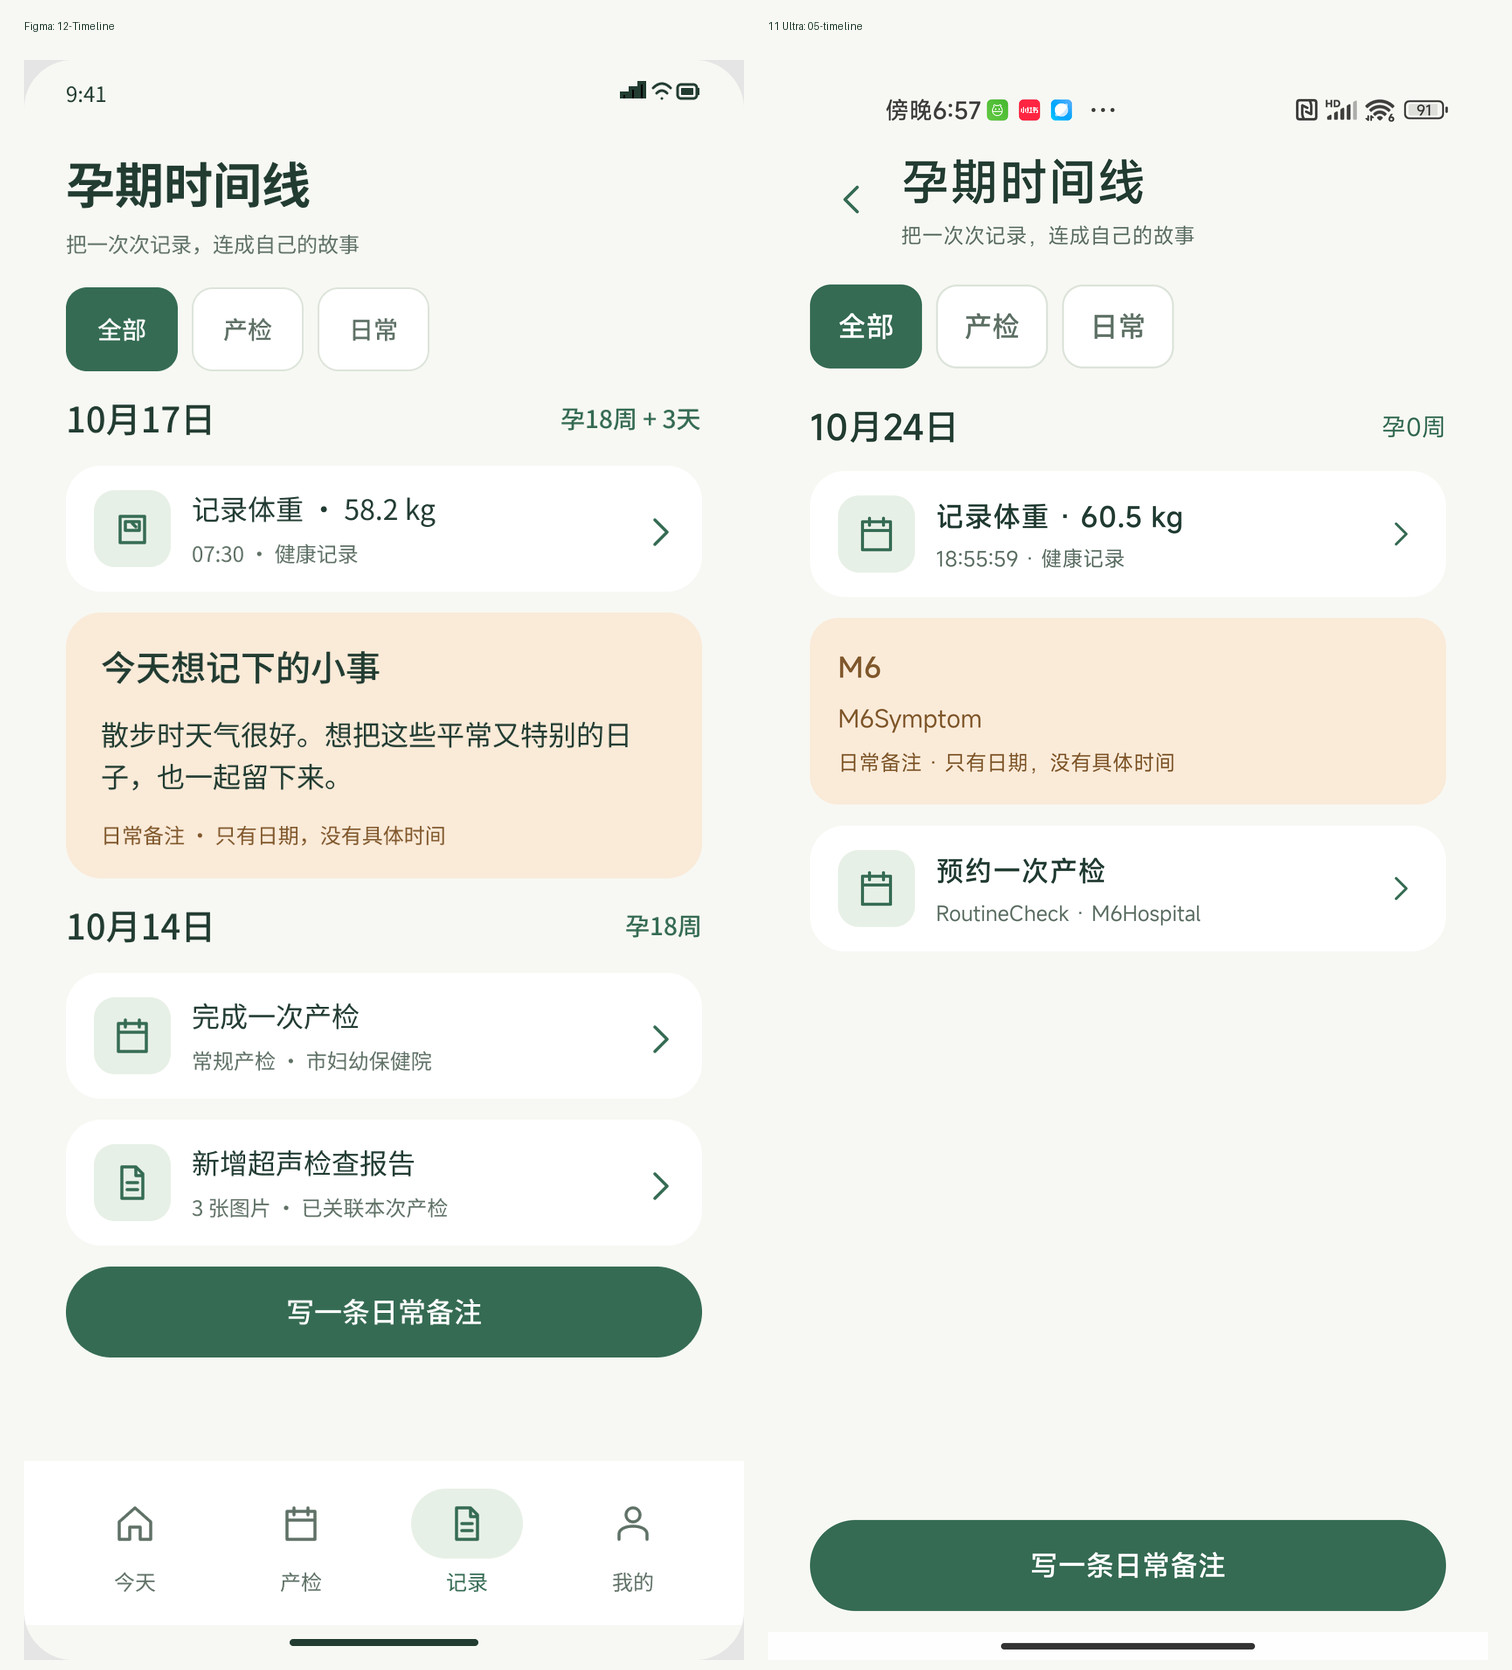 Figma: 12-Timeline
9:41
孕期时间线
把一次次记录，连成自己的故事
全部
产检
日常
10月17日
孕18周 + 3天
记录体重 · 58.2 kg
07:30 · 健康记录
今天想记下的小事
散步时天气很好。想把这些平常又特别的日
子，也一起留下来。
日常备注 · 只有日期，没有具体时间
10月14日
孕18周
完成一次产检
常规产检 · 市妇幼保健院
新增超声检查报告
3 张图片 · 已关联本次产检
写一条日常备注
今天
产检
记录
我的
11 Ultra: 05-timeline
傍晚6:57
小红书
HD
6
91
孕期时间线
把一次次记录，连成自己的故事
全部
产检
日常
10月24日
孕0周
记录体重 · 60.5 kg
18:55:59 · 健康记录
M6
M6Symptom
日常备注 · 只有日期，没有具体时间
预约一次产检
RoutineCheck · M6Hospital
写一条日常备注